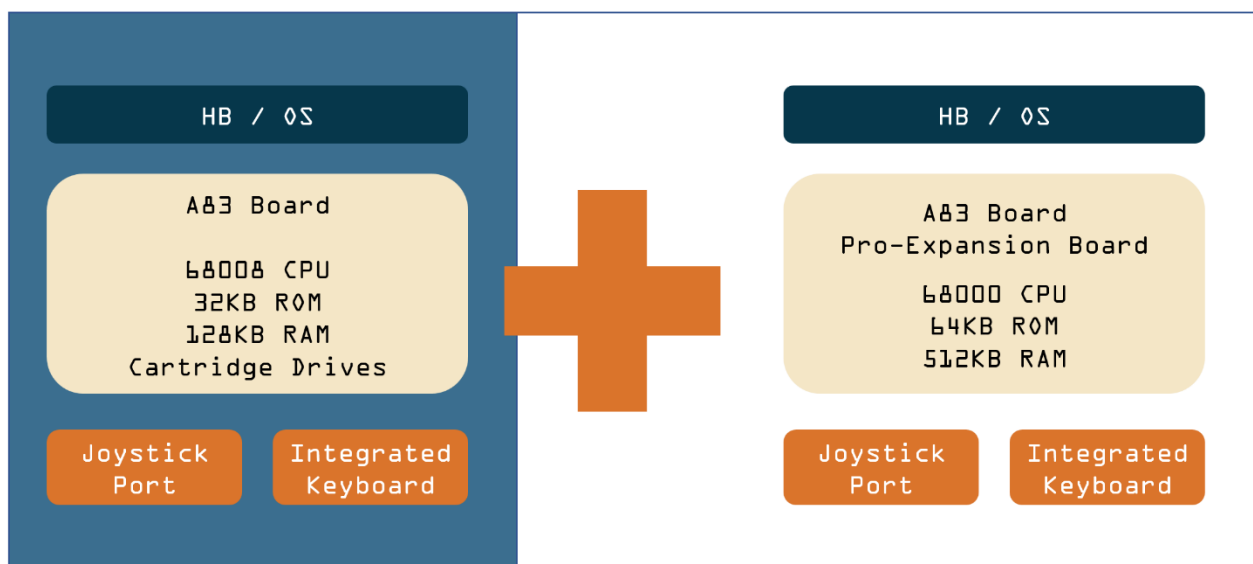 HB / OS
A83 Board
68008 CPU
32KB ROM
128KB RAM
Cartridge Drives
Joystick
Port
Integrated
Keyboard
HB / OS
A83 Board
Pro-Expansion Board
68000 CPU
64KB ROM
512KB RAM
Joystick
Port
Integrated
Keyboard